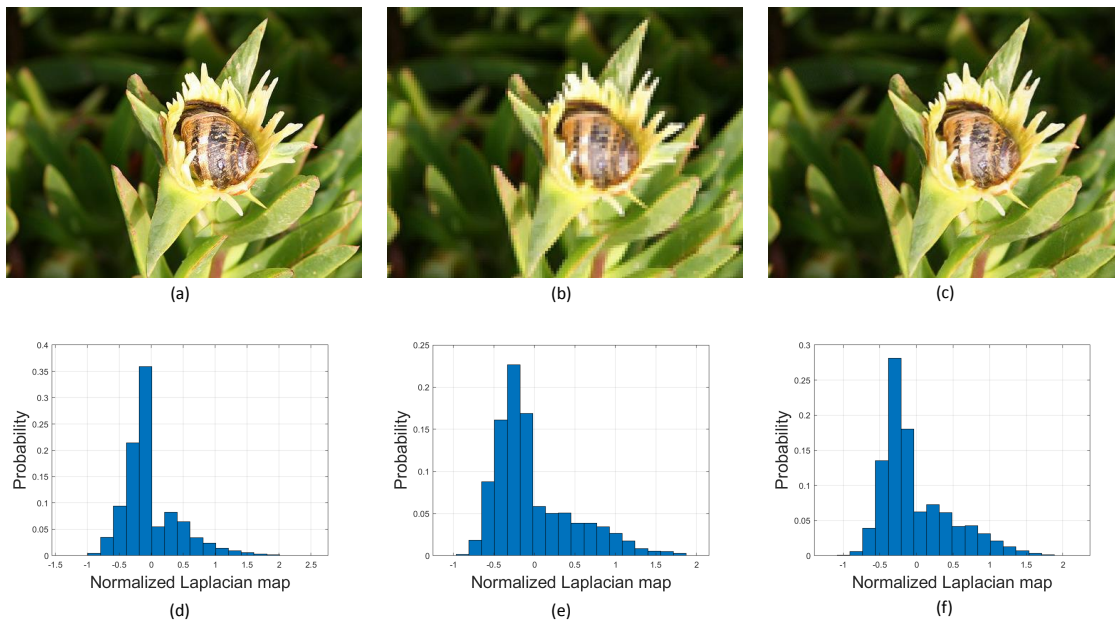 (a)
(b)
(c)
0.4
0.35
0.3
0.25
0.2
0.15
0.1
0.05
0
Probability
-1.5 -1 -0.5 0 0.5 1 1.5 2 2.5
Normalized Laplacian map
(d)
0.25
0.2
0.15
0.1
0.05
0
Probability
-1 -0.5 0 0.5 1 1.5 2
Normalized Laplacian map
(e)
0.3
0.25
0.2
0.15
0.1
0.05
0
Probability
-1 -0.5 0 0.5 1 1.5 2
Normalized Laplacian map
(f)